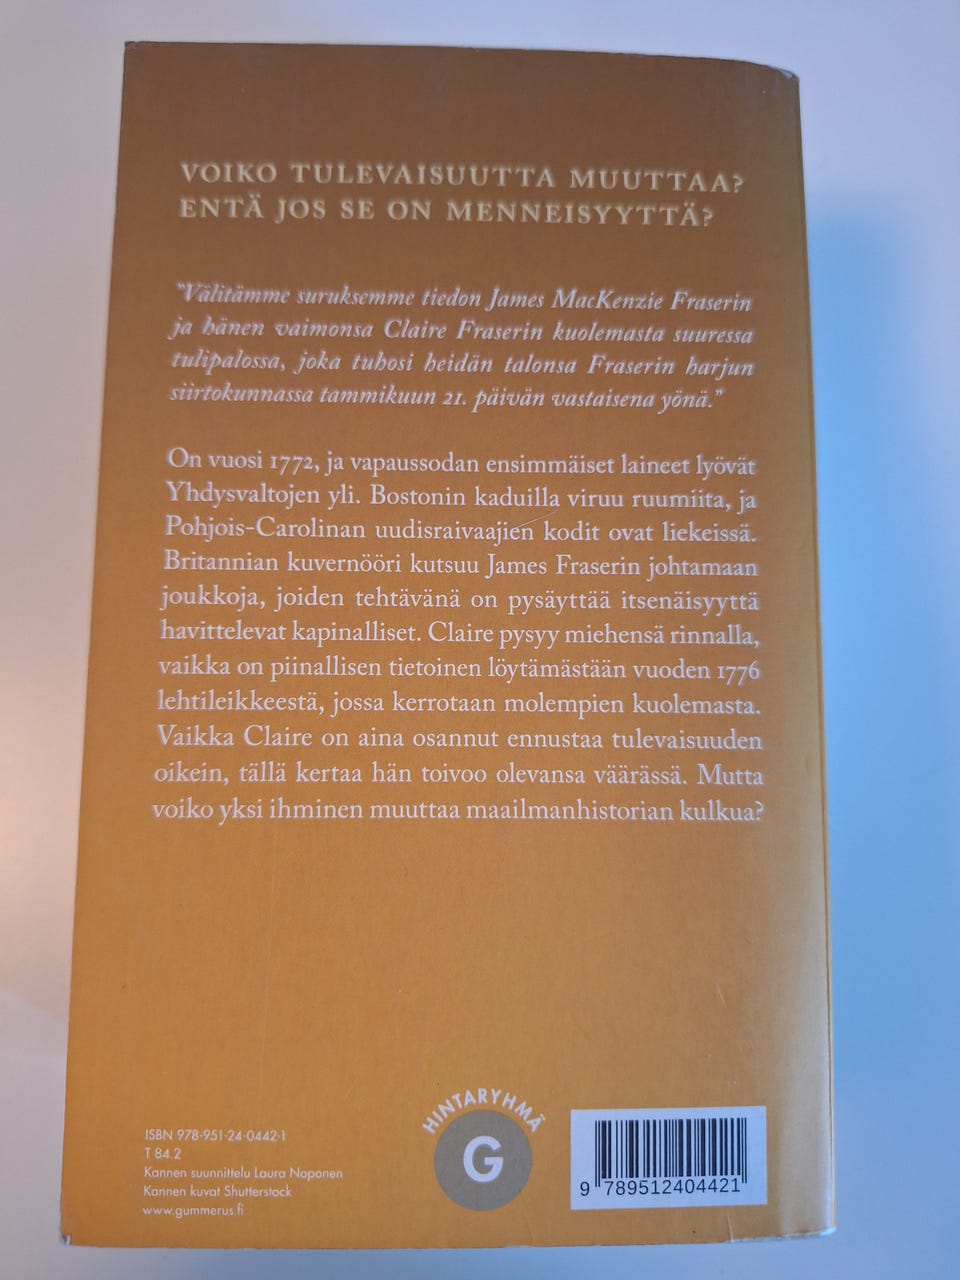 VOIKO TULEVAISUUTTA MUUTTAA?
ENTÄ JOS SE ON MENNEISYYTTÄ?
"Välitämme suruksemme tiedon James MacKenzie Fraserin
ja hänen vaimonsa Claire Fraserin kuolemasta suuressa
tulipalossa, joka tuhosi heidän talonsa Fraserin harjun
siirtokunnassa tammikuun 21. päivän vastaisena yönä."
On vuosi 1772, ja vapaussodan ensimmäiset laineet lyövät
Yhdysvaltojen yli. Bostonin kaduilla viruu ruumiita, ja
Pohjois-Carolinan uudisraivaajien kodit ovat liekeissä.
Britannian kuvernööri kutsuu James Fraserin johtamaan
joukkoja, joiden tehtävänä on pysäyttää itsenäisyyttä
havittelevat kapinalliset. Claire pysyy miehensä rinnalla,
vaikka on piinallisen tietoinen löytämästään vuoden 1776
lehtileikkeestä, jossa kerrotaan molempien kuolemasta.
Vaikka Claire on aina osannut ennustaa tulevaisuuden
oikein, tällä kertaa hän toivoo olevansa väärässä. Mutta
voiko yksi ihminen muuttaa maailmanhistorian kulkua?
ISBN 978-951-24-0442-1
T 84.2
Kannen suunnittelu Laura Noponen
Kannen kuvat Shutterstock
www.gummerus.fi
HINTARYHMÄ
G
9 789512 404421